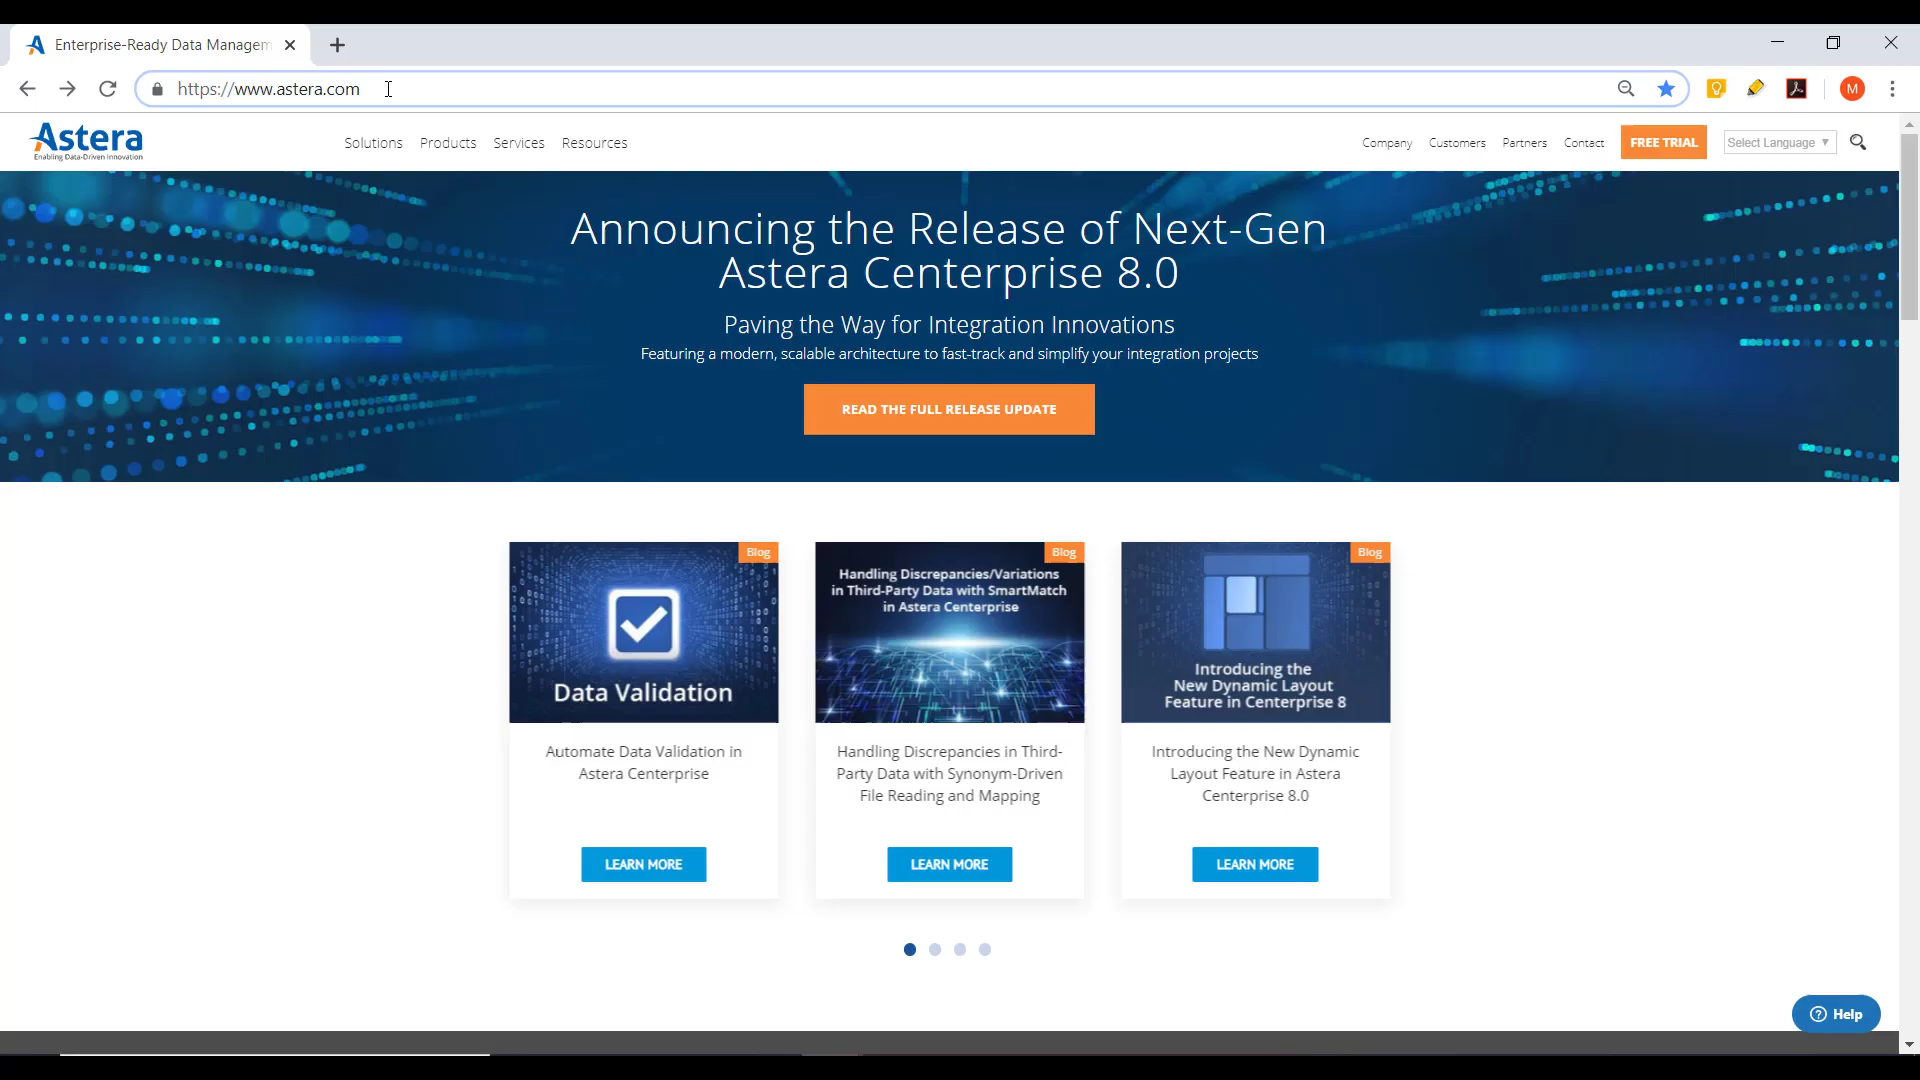 Enterprise-Ready Data Managem
https://www.astera.com
M
Astera
Enabling Data-Driven Innovation
Solutions Products Services Resources
Company Customers Partners Contact FREE TRIAL Select Language ▼
Announcing the Release of Next-Gen
Astera Centerprise 8.0
Paving the Way for Integration Innovations
Featuring a modern, scalable architecture to fast-track and simplify your integration projects
READ THE FULL RELEASE UPDATE
Blog
Data Validation
Automate Data Validation in
Astera Centerprise
LEARN MORE
Blog
Handling Discrepancies/Variations
in Third-Party Data with SmartMatch
in Astera Centerprise
Handling Discrepancies in Third-
Party Data with Synonym-Driven
File Reading and Mapping
LEARN MORE
Blog
Introducing the
New Dynamic Layout
Feature in Centerprise 8
Introducing the New Dynamic
Layout Feature in Astera
Centerprise 8.0
LEARN MORE
? Help